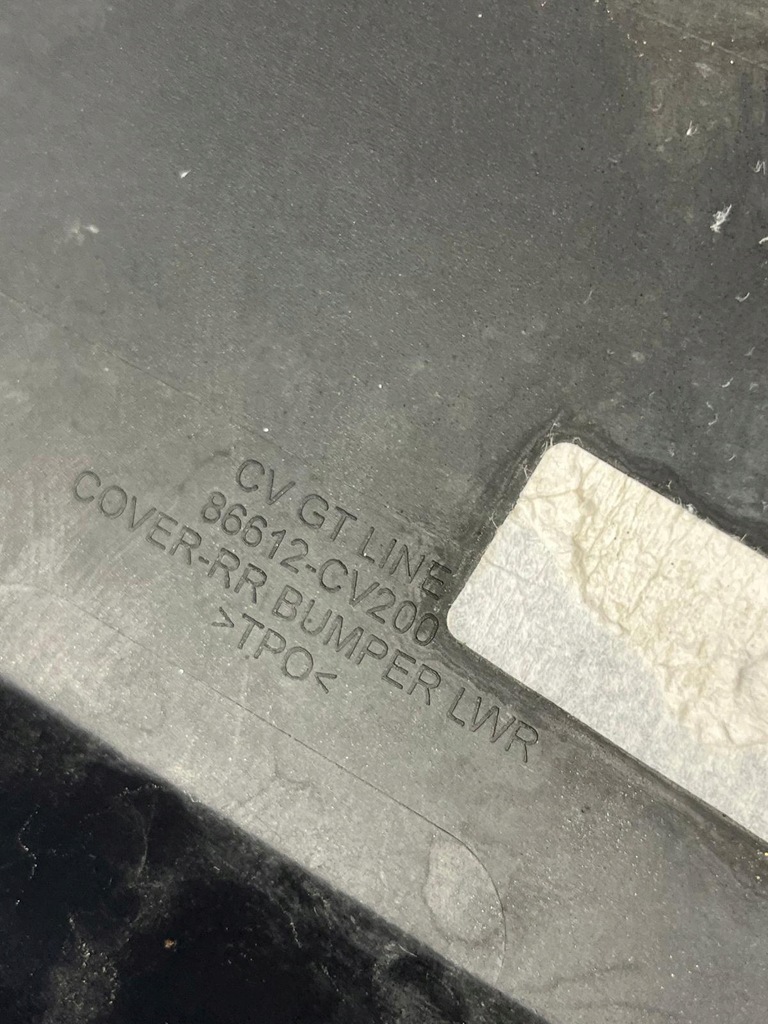 CV GT LINE
86612-CV200
COVER-RR BUMPER LWR
>TPO<